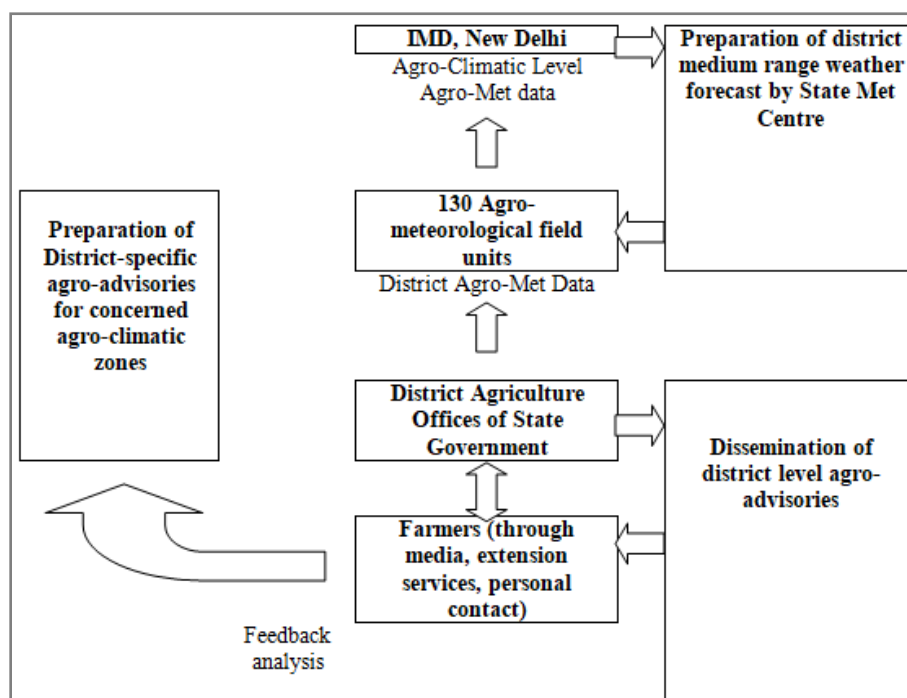 IMD, New Delhi
Agro-Climatic Level
Agro-Met data
Preparation of district
medium range weather
forecast by State Met
Centre
130 Agro-
meteorological field
units
District Agro-Met Data
Preparation of
District-specific
agro-advisories
for concerned
agro-climatic
zones
District Agriculture
Offices of State
Government
Dissemination of
district level agro-
advisories
Farmers (through
media, extension
services, personal
contact)
Feedback
analysis